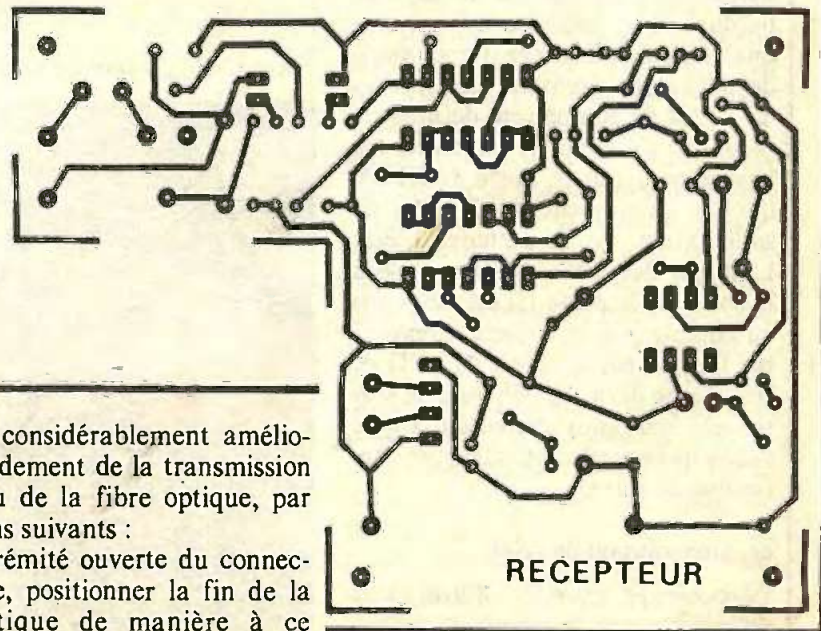 considérablement amélio-
dement de la transmission
u de la fibre optique, par
ns suivants :
rémité ouverte du connec-
e, positionner la fin de la
tique de manière à ce
RECEPTEUR